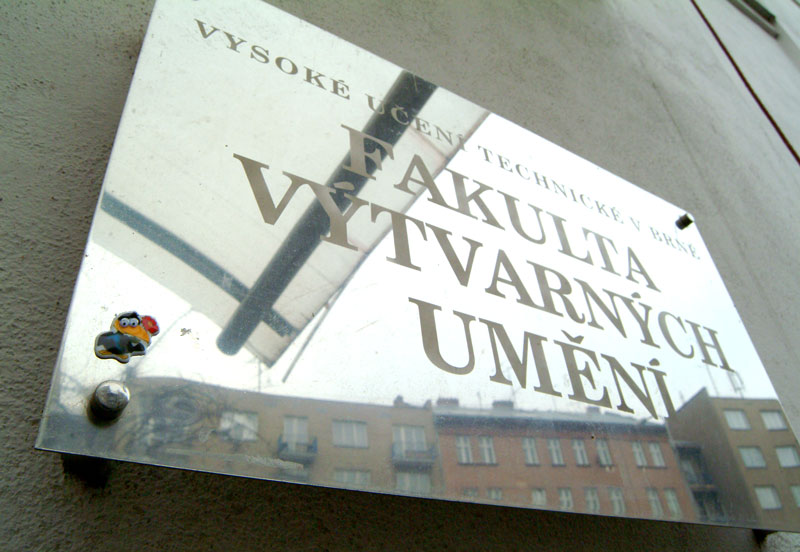 VYSOKÉ UČENÍ TECHNICKÉ V BRNĚ
FAKULTA
VÝTVARNÝCH
UMĚNÍ